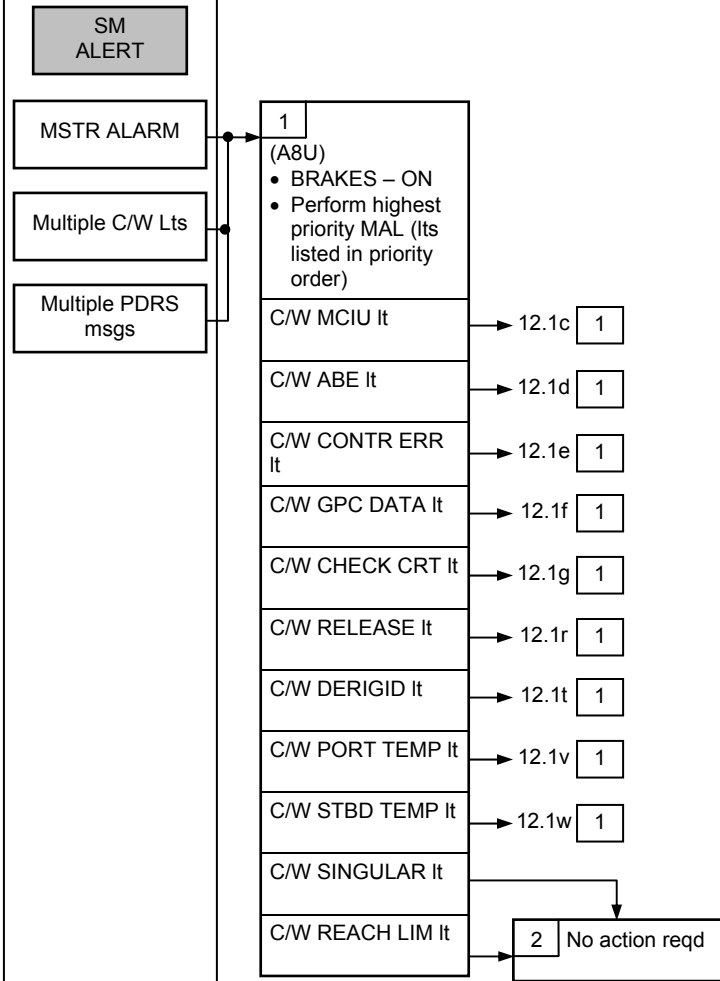 SM
ALERT
MSTR ALARM
Multiple C/W Lts
Multiple PDRS
msgs
1
(A8U)
• BRAKES – ON
• Perform highest
priority MAL (lts
listed in priority
order)
C/W MCIU lt
12.1c 1
C/W ABE lt
12.1d 1
C/W CONTR ERR
lt
12.1e 1
C/W GPC DATA lt
12.1f 1
C/W CHECK CRT lt
12.1g 1
C/W RELEASE lt
12.1r 1
C/W DERIGID lt
12.1t 1
C/W PORT TEMP lt
12.1v 1
C/W STBD TEMP lt
12.1w 1
C/W SINGULAR lt
C/W REACH LIM lt
2 No action reqd